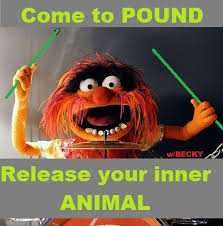 Come to POUND
w/BECKY
Release your inner
ANIMAL